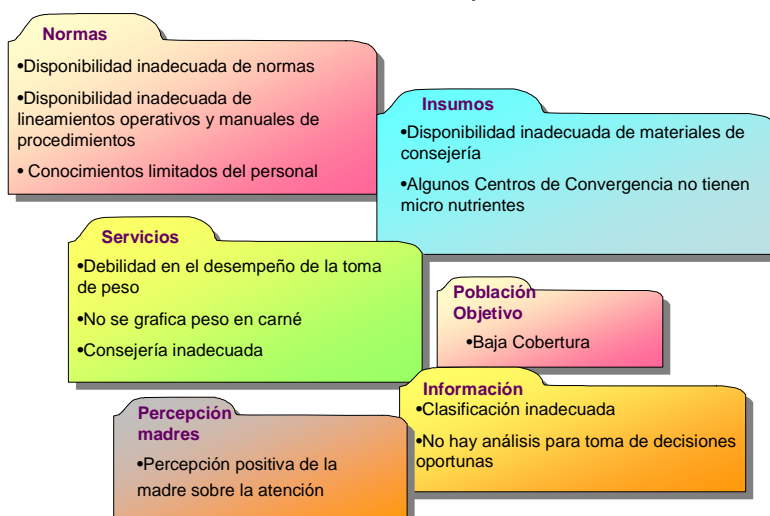 Normas
•Disponibilidad inadecuada de normas
•Disponibilidad inadecuada de
lineamientos operativos y manuales de
procedimientos
• Conocimientos limitados del personal
Insumos
•Disponibilidad inadecuada de materiales de
consejería
•Algunos Centros de Convergencia no tienen
micro nutrientes
Servicios
•Debilidad en el desempeño de la toma
de peso
•No se grafica peso en carné
•Consejería inadecuada
Población
Objetivo
•Baja Cobertura
Información
•Clasificación inadecuada
•No hay análisis para toma de decisiones
oportunas
Percepción
madres
•Percepción positiva de la
madre sobre la atención